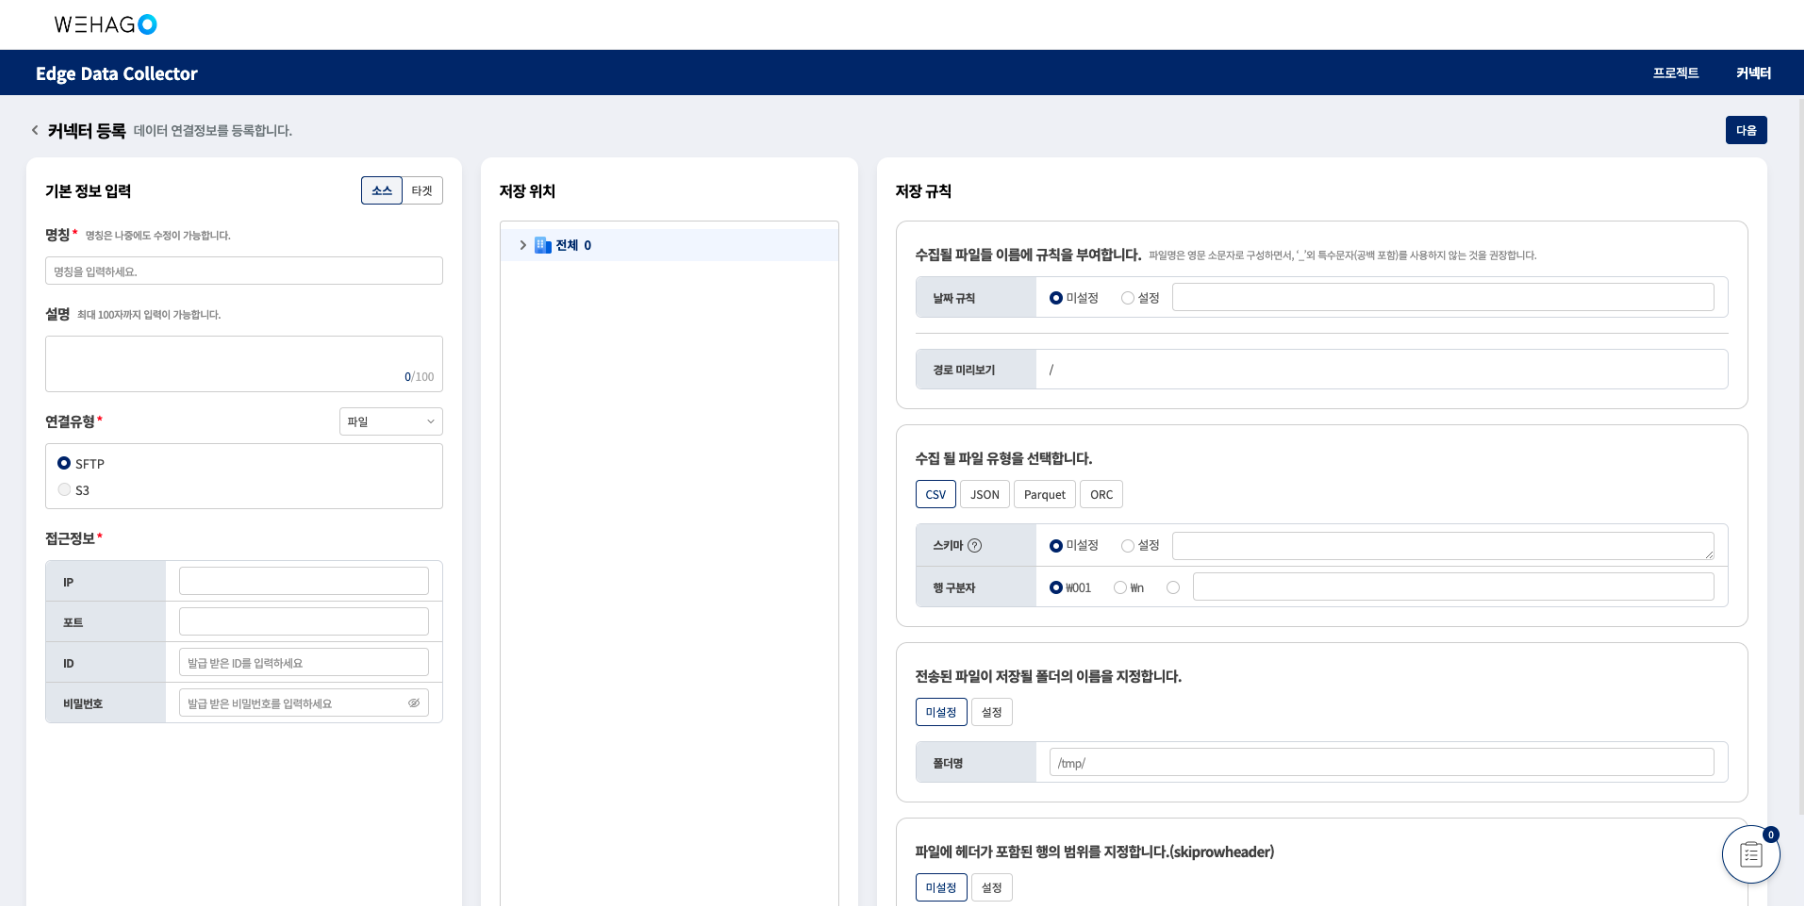 WEHAGO
Edge Data Collector
프로젝트
커넥터
커넥터 등록 데이터 연결정보를 등록합니다.
다음
기본 정보 입력
소스
타겟
명칭* 명칭은 나중에도 수정이 가능합니다.
명칭을 입력하세요.
설명 최대 100자까지 입력이 가능합니다.
0/100
연결유형*
파일
SFTP
S3
접근정보*
IP
포트
ID
발급 받은 ID를 입력하세요
비밀번호
발급 받은 비밀번호를 입력하세요
저장 위치
전체 0
저장 규칙
수집될 파일들 이름에 규칙을 부여합니다. 파일명은 영문 소문자로 구성하면서, '_'외 특수문자(공백 포함)를 사용하지 않는 것을 권장합니다.
날짜 규칙
미설정
설정
경로 미리보기
/
수집 될 파일 유형을 선택합니다.
CSV
JSON
Parquet
ORC
스키마 ?
미설정
설정
행 구분자
₩001
₩n
전송된 파일이 저장될 폴더의 이름을 지정합니다.
미설정
설정
폴더명
/tmp/
파일에 헤더가 포함된 행의 범위를 지정합니다.(skiprowheader)
미설정
설정
0